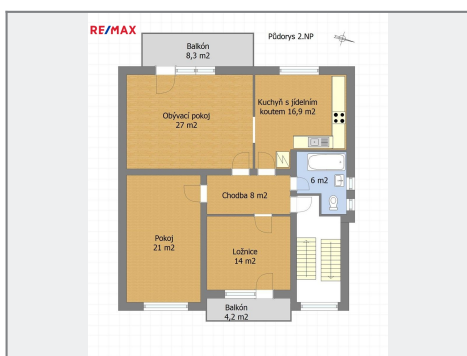 RE/MAX
Půdorys 2.NP
Balkón
8,3 m2
Obývací pokoj
27 m2
Kuchyň s jídelním
koutem 16,9 m2
6 m2
Chodba 8 m2
Pokoj
21 m2
Ložnice
14 m2
Balkón
4,2 m2